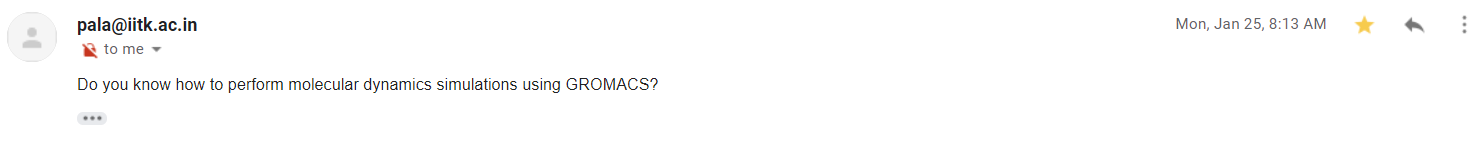 pala@iitk.ac.in
Mon, Jan 25, 8:13 AM
to me
Do you know how to perform molecular dynamics simulations using GROMACS?